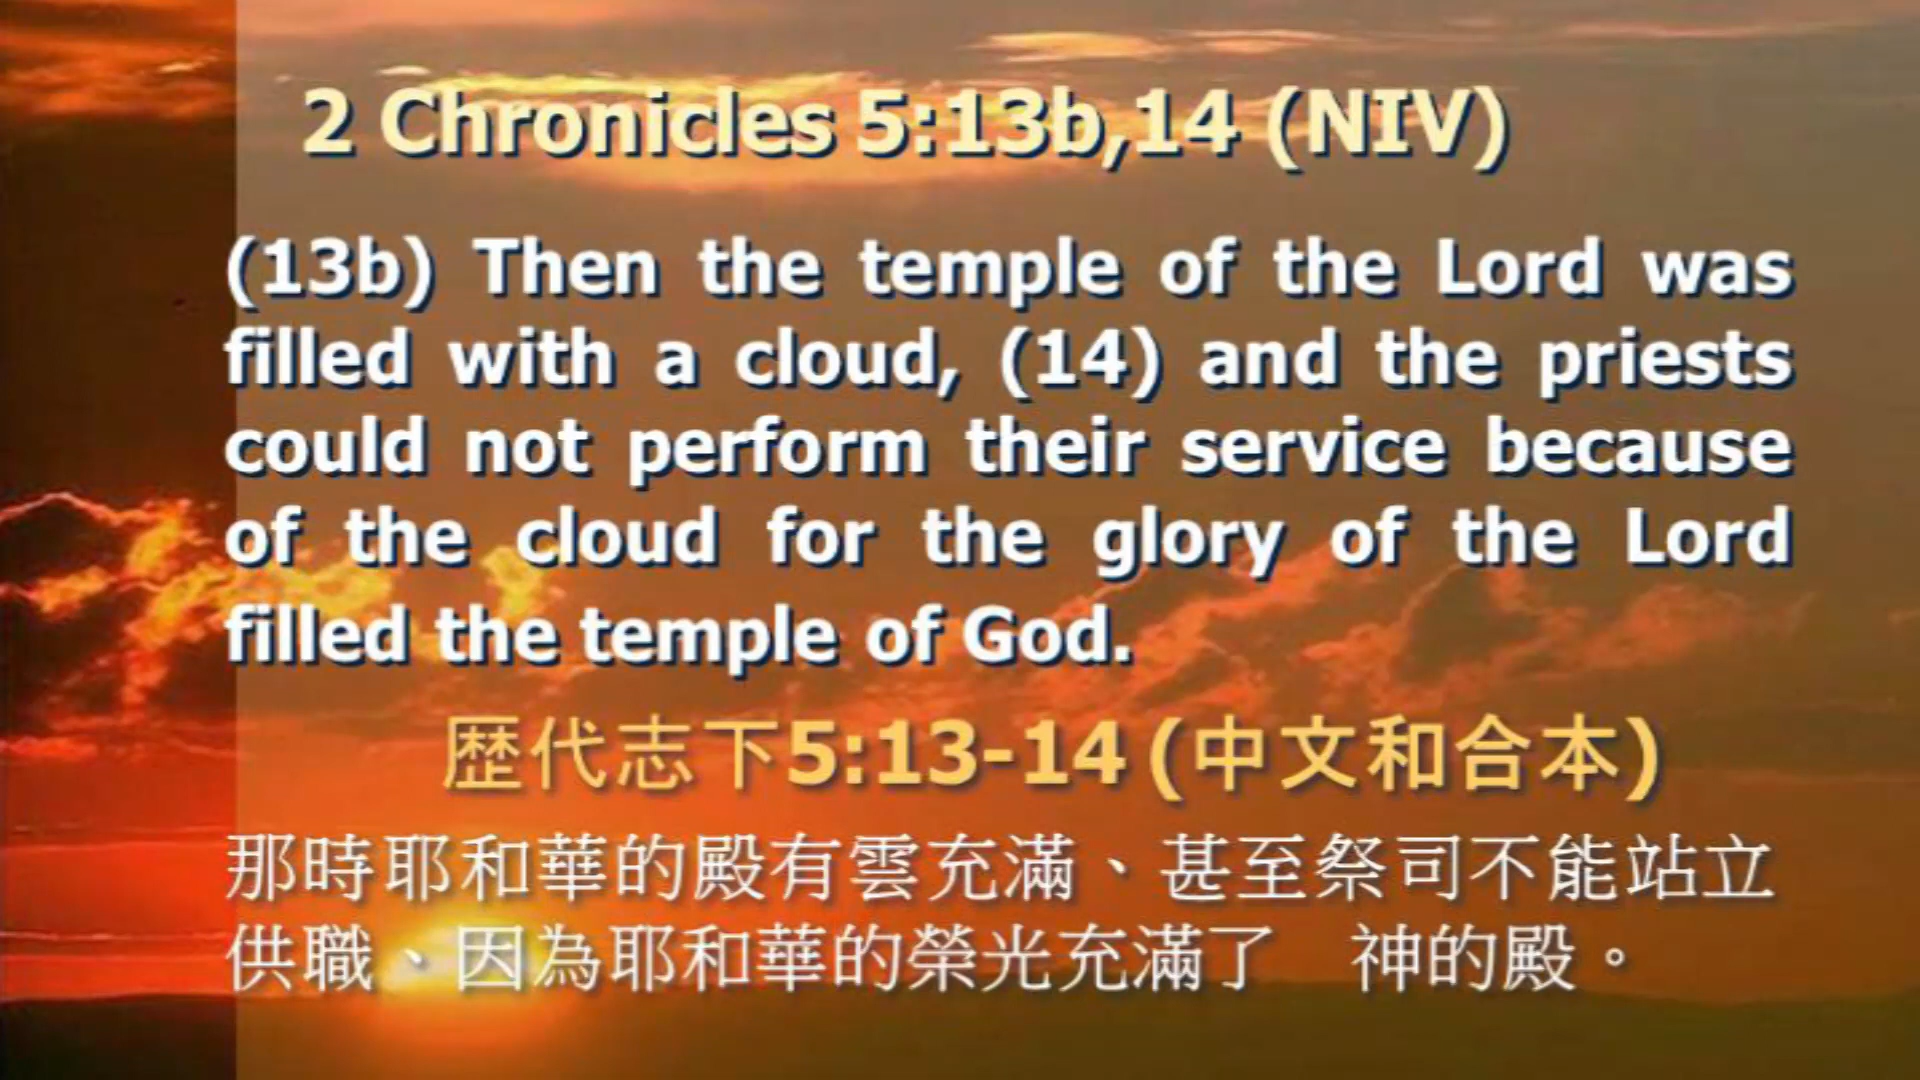 2 Chronicles 5:13b,14 (NIV)
(13b) Then the temple of the Lord was
filled with a cloud, (14) and the priests
could not perform their service because
of the cloud for the glory of the Lord
filled the temple of God.
歴代志下5:13-14 (中文和合本)
那時耶和華的殿有雲充滿、甚至祭司不能站立
供職、因為耶和華的榮光充滿了　神的殿。